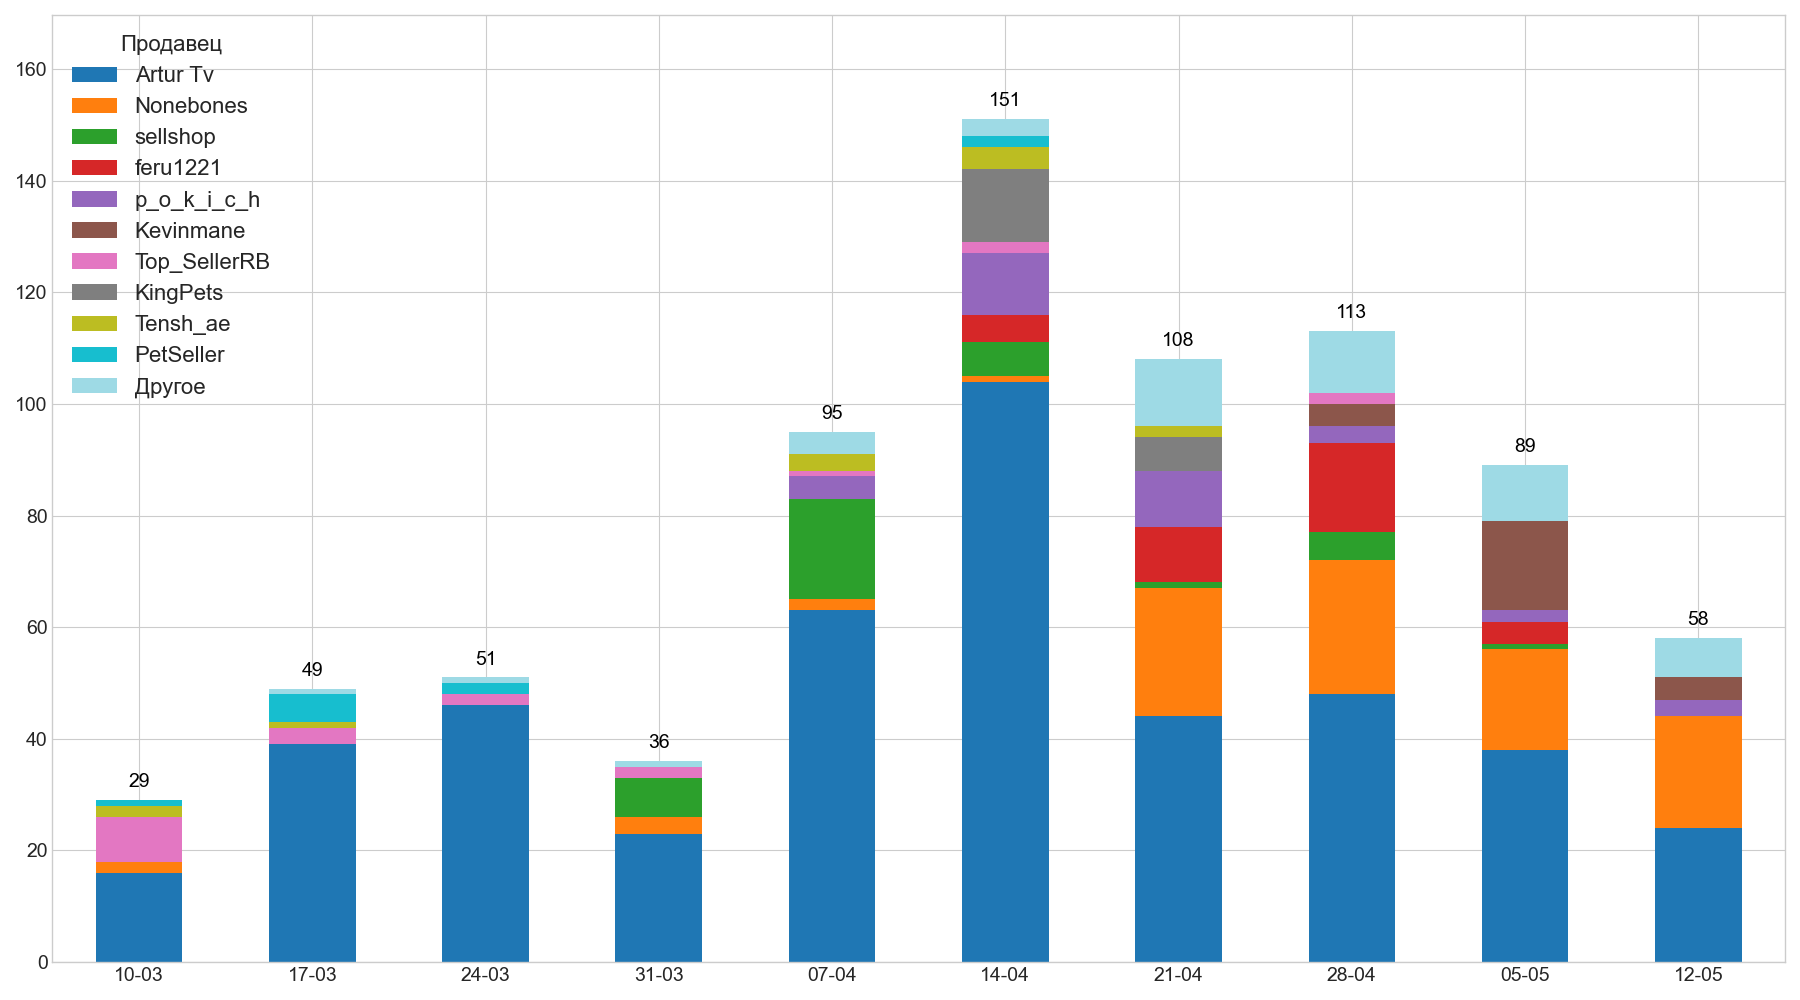 Продавец
Artur Tv
Nonebones
sellshop
feru1221
p_o_k_i_c_h
Kevinmane
Top_SellerRB
KingPets
Tensh_ae
PetSeller
Другое
160
140
120
100
80
60
40
20
0
29
49
51
36
95
151
108
113
89
58
10-03 17-03 24-03 31-03 07-04 14-04 21-04 28-04 05-05 12-05